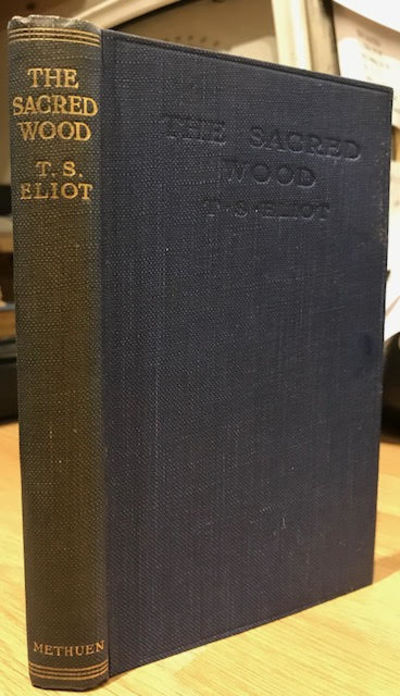 THE
SACRED
WOOD
T. S.
ELIOT
METHUEN
THE SACRED
WOOD
T · S · ELIOT